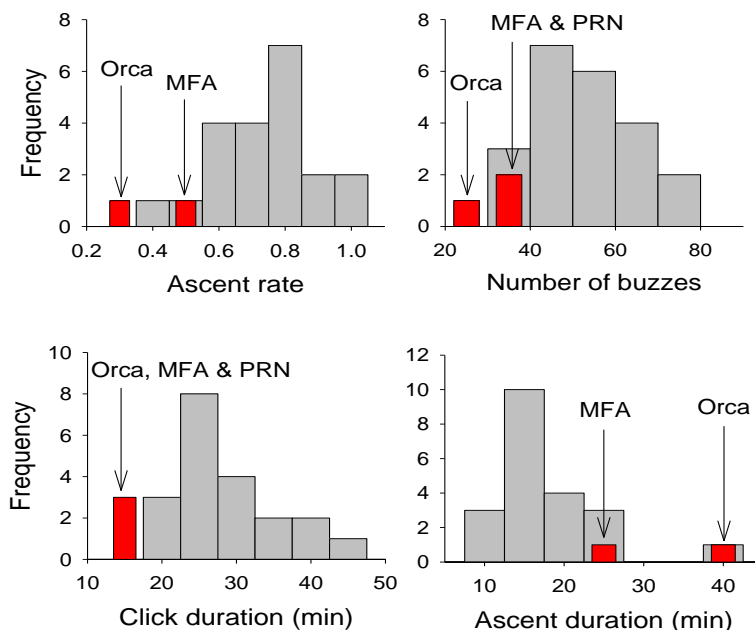 8
6
4
2
0
Frequency
Orca
MFA
0.2 0.4 0.6 0.8 1.0
Ascent rate
8
6
4
2
0
MFA & PRN
Orca
20 40 60 80
Number of buzzes
10
8
6
4
2
0
Frequency
Orca, MFA & PRN
10 20 30 40 50
Click duration (min)
12
10
8
6
4
2
0
MFA
Orca
10 20 30 40
Ascent duration (min)